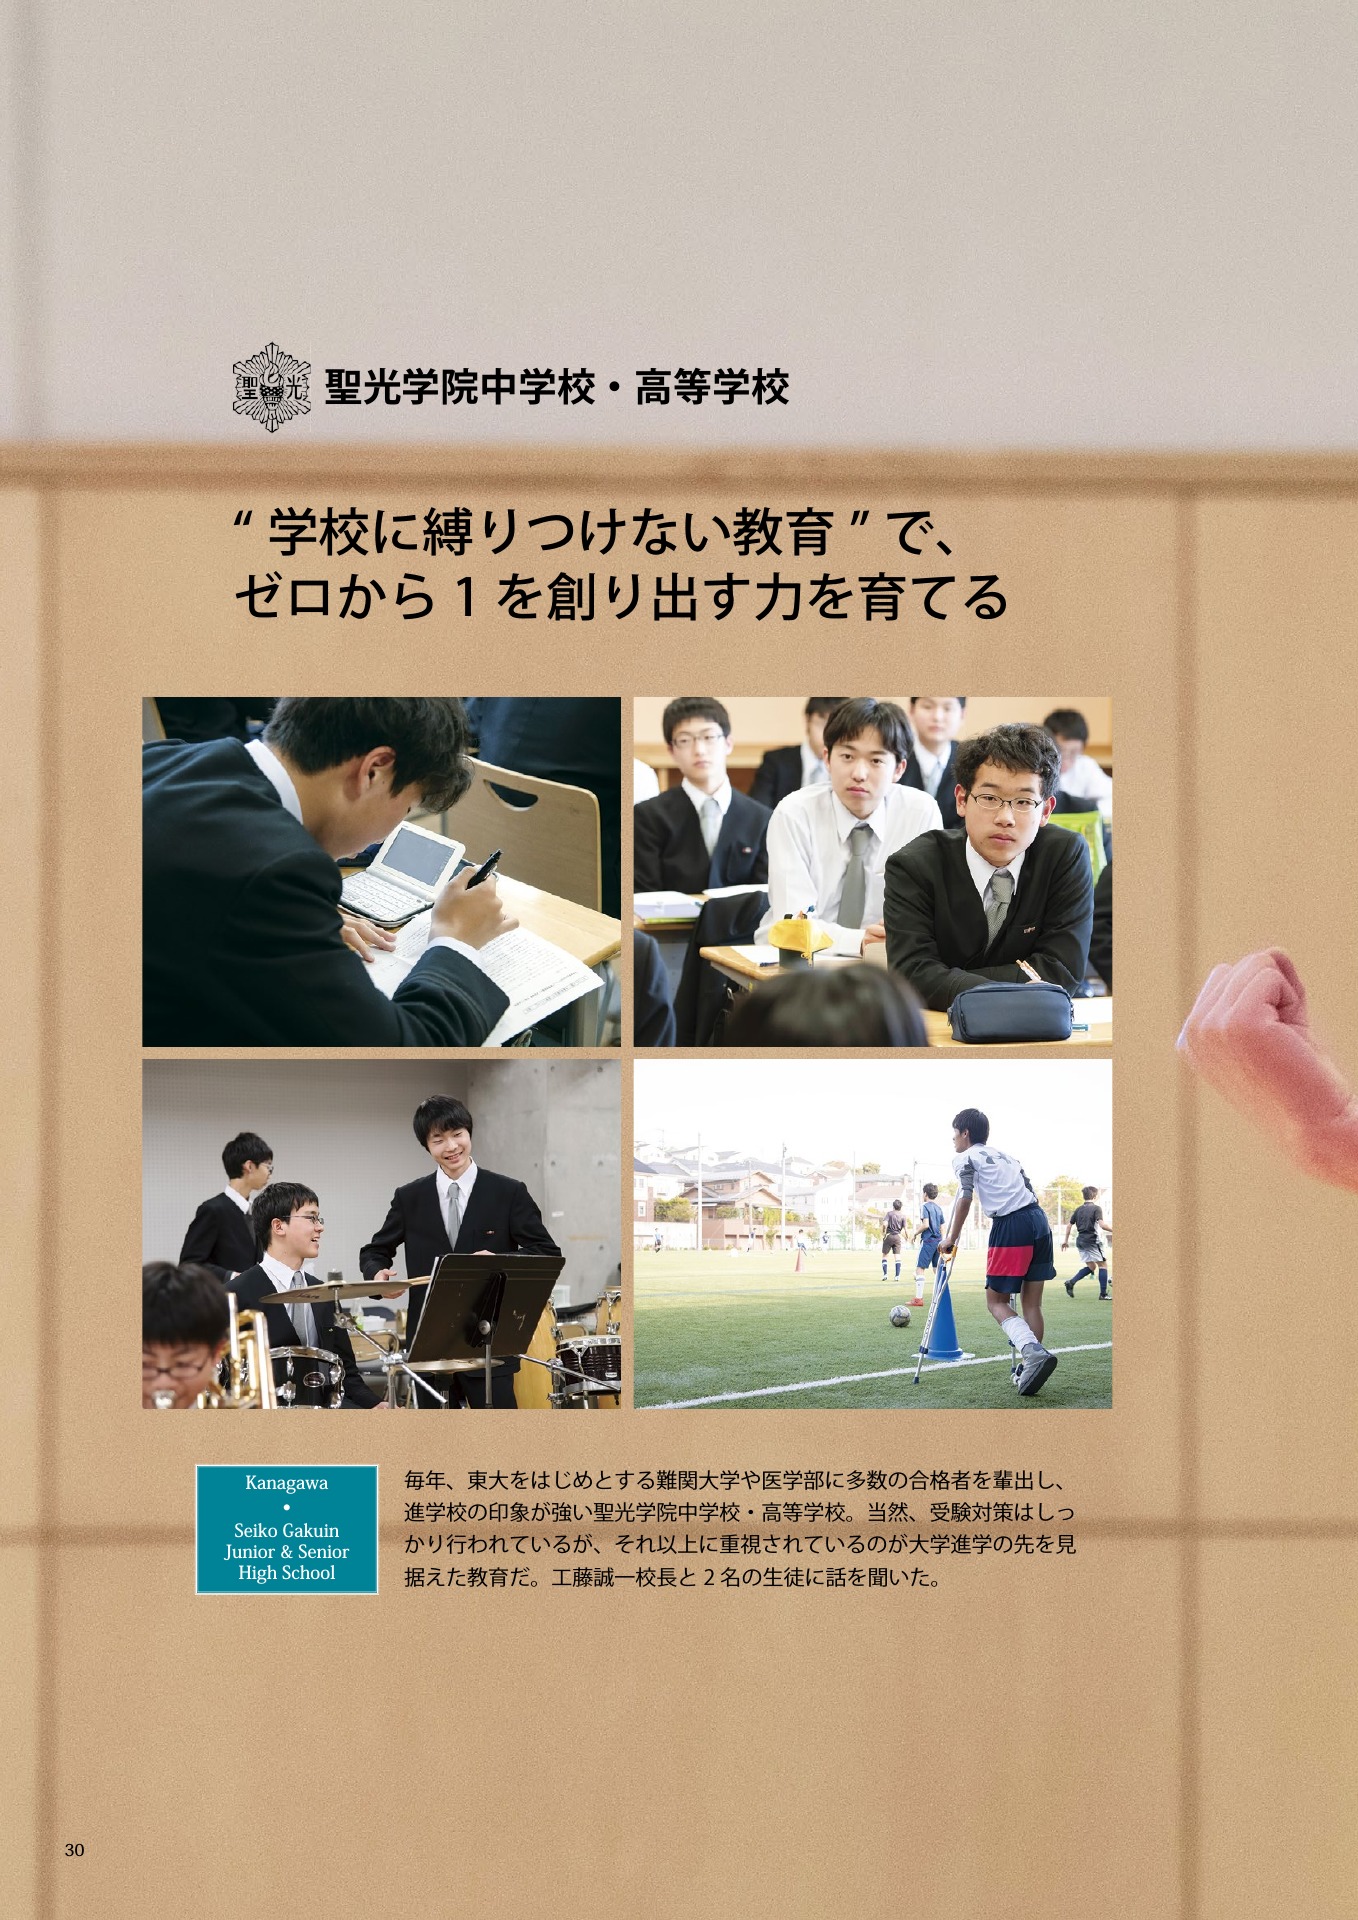 聖 光
聖光学院中学校・高等学校
“ 学校に縛りつけない教育 ” で、
ゼロから 1 を創り出す力を育てる
Kanagawa
•
Seiko Gakuin
Junior & Senior
High School
毎年、東大をはじめとする難関大学や医学部に多数の合格者を輩出し、
進学校の印象が強い聖光学院中学校・高等学校。当然、受験対策はしっ
かり行われているが、それ以上に重視されているのが大学進学の先を見
据えた教育だ。工藤誠一校長と 2 名の生徒に話を聞いた。
30